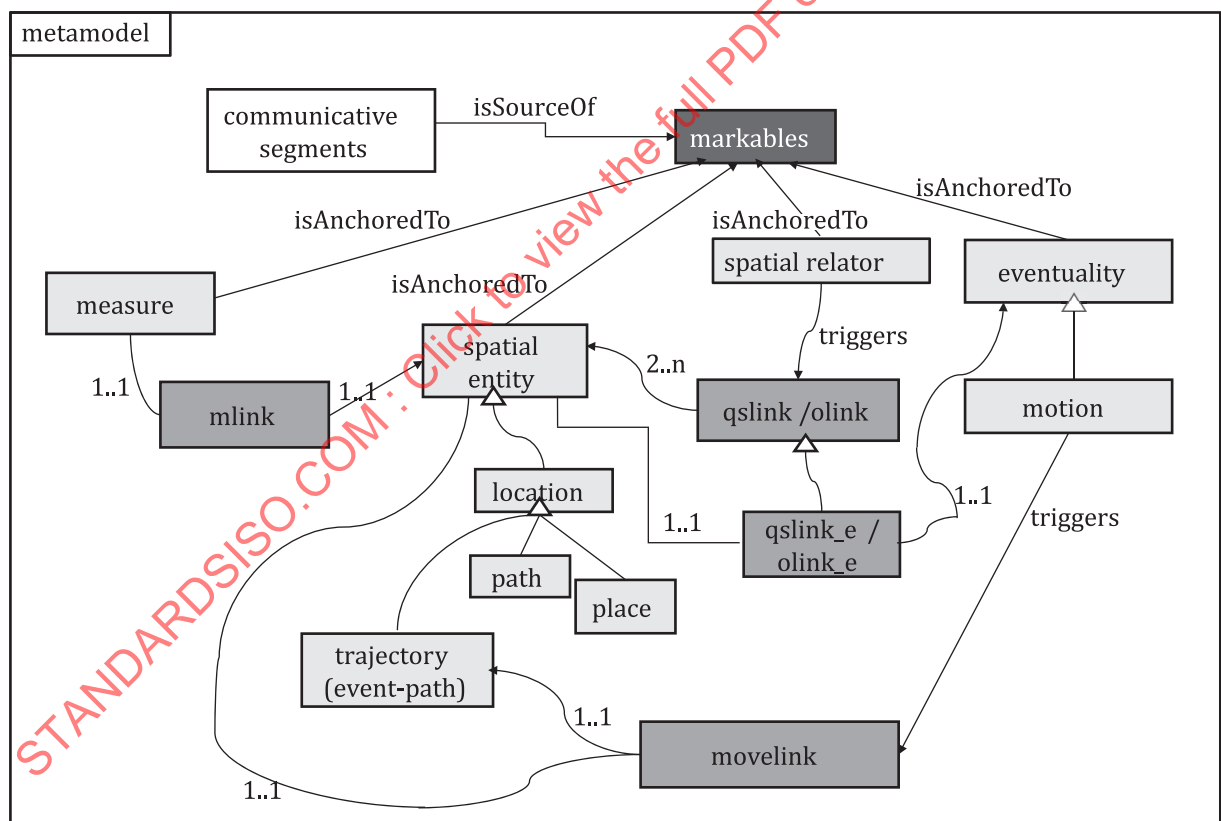 metamodel
communicative
segments
isSourceOf
markables
isAnchoredTo
isAnchoredTo
isAnchoredTo
isAnchoredTo
spatial relator
eventuality
measure
spatial
entity
triggers
1..1
mlink
1..1
2..n
qslink /olink
motion
location
1..1
qslink_e /
olink_e
1..1
triggers
path
place
trajectory
(event-path)
1..1
movelink
1..1
STANDARDSISO.COM : Click to view the full PDF